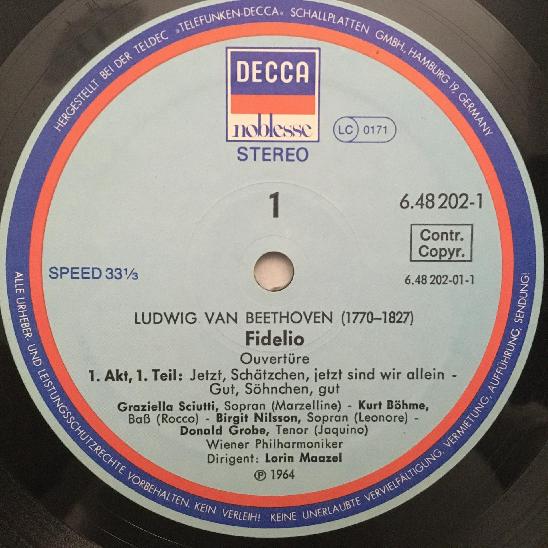 HERGESTELLT BEI DER TELDEC »TELEFUNKEN-DECCA« SCHALLPLATTEN GMBH, HAMBURG 19, GERMANY
DECCA
noblesse
LC 0171
STEREO
1
6.48 202-1
Contr.
Copyr.
SPEED 33⅓
6.48 202-01-1
LUDWIG VAN BEETHOVEN (1770–1827)
Fidelio
Ouvertüre
1. Akt, 1. Teil: Jetzt, Schätzchen, jetzt sind wir allein -
Gut, Söhnchen, gut
Graziella Sciutti, Sopran (Marzelline) - Kurt Böhme,
Baß (Rocco) - Birgit Nilsson, Sopran (Leonore) -
Donald Grobe, Tenor (Jaquino)
Wiener Philharmoniker
Dirigent: Lorin Maazel
℗ 1964
ALLE URHEBER- UND LEISTUNGSSCHUTZRECHTE VORBEHALTEN. KEIN VERLEIH! KEINE UNERLAUBTE VERVIELFÄLTIGUNG, VERMIETUNG, AUFFÜHRUNG, SENDUNG!